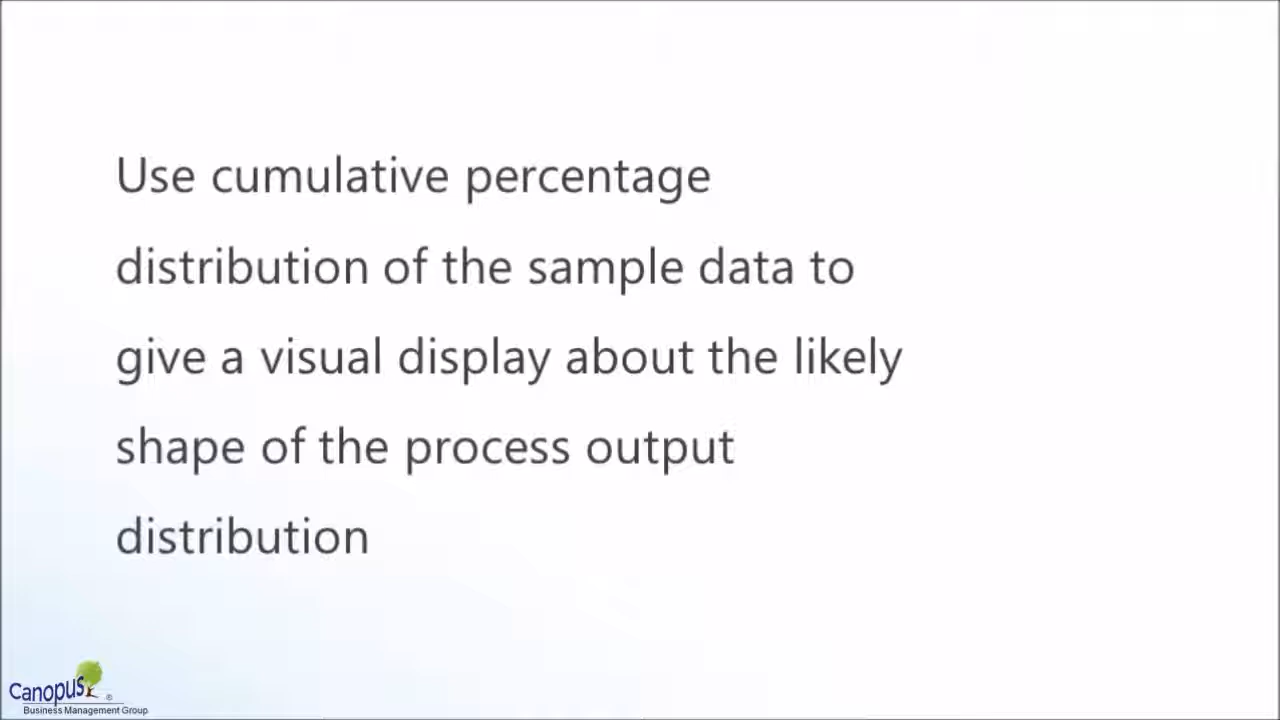 Use cumulative percentage
distribution of the sample data to
give a visual display about the likely
shape of the process output
distribution
Canopus ®
Business Management Group